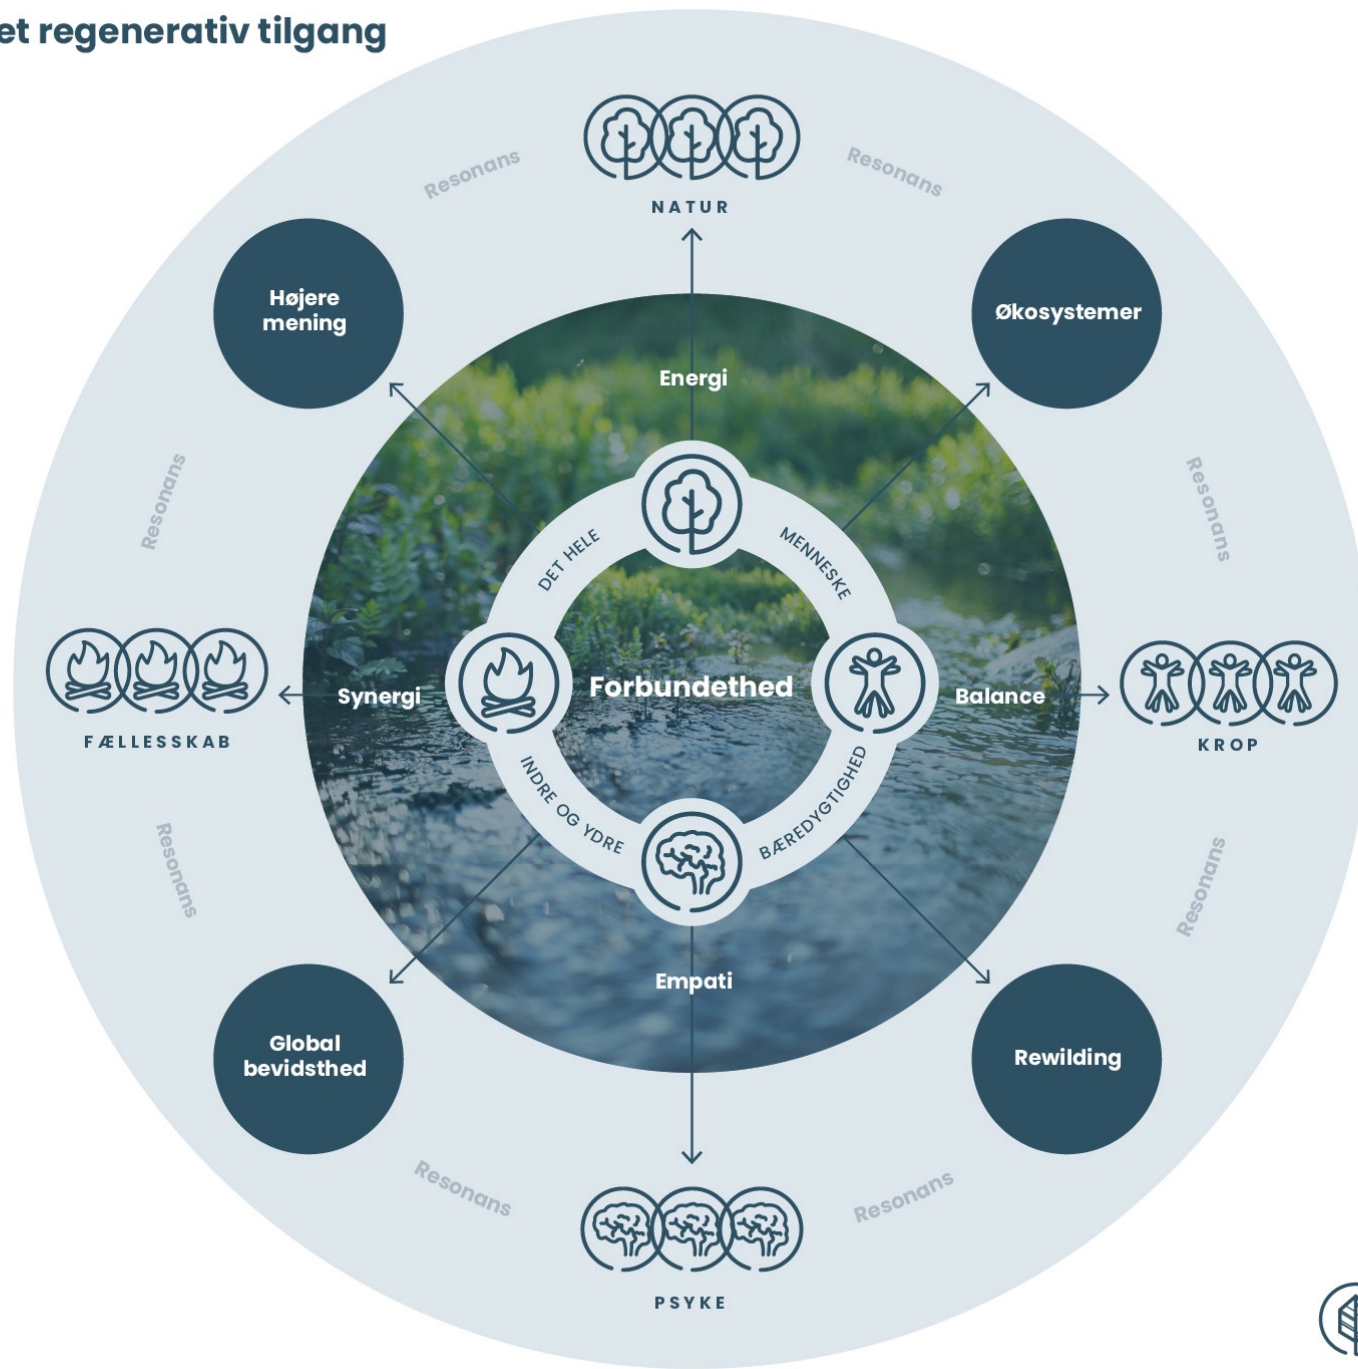 et regenerativ tilgang
Resonans
Resonans
NATUR
Højere
mening
Økosystemer
Energi
Resonans
Resonans
DET HELE
MENNESKE
Synergi
Forbundethed
Balance
FÆLLESSKAB
KROP
INDRE OG YDRE
BÆREDYGTIGHED
Resonans
Resonans
Empati
Global
bevidsthed
Rewilding
Resonans
Resonans
PSYKE